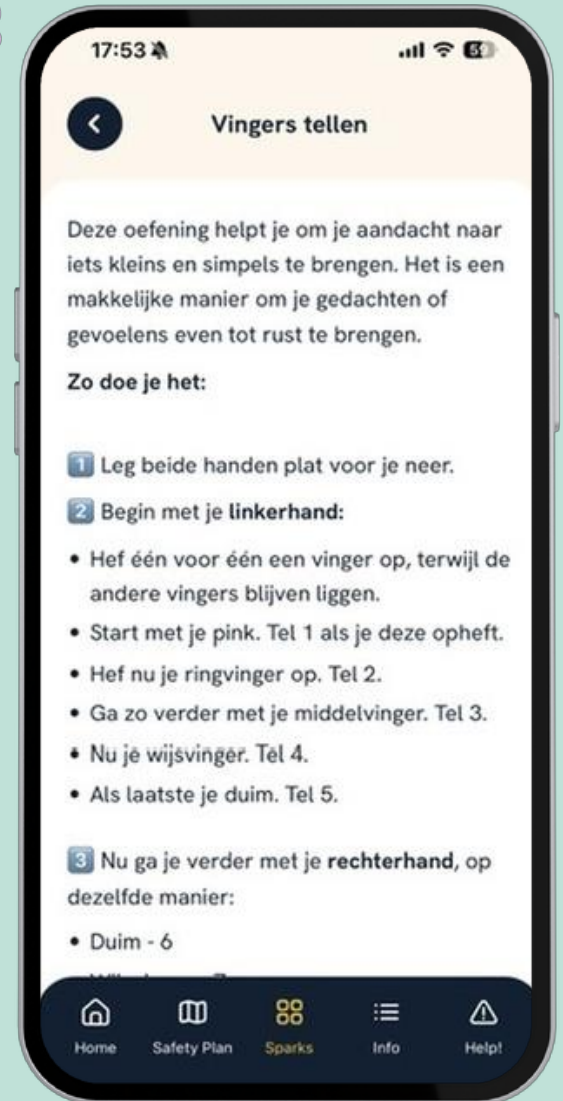 17:53
59
Vingers tellen
Deze oefening helpt je om je aandacht naar
iets kleins en simpels te brengen. Het is een
makkelijke manier om je gedachten of
gevoelens even tot rust te brengen.
Zo doe je het:
1 Leg beide handen plat voor je neer.
2 Begin met je linkerhand:
• Hef één voor één een vinger op, terwijl de
andere vingers blijven liggen.
• Start met je pink. Tel 1 als je deze opheft.
• Hef nu je ringvinger op. Tel 2.
• Ga zo verder met je middelvinger. Tel 3.
• Nu je wijsvinger. Tel 4.
• Als laatste je duim. Tel 5.
3 Nu ga je verder met je rechterhand, op
dezelfde manier:
• Duim - 6
Home Safety Plan Sparks Info Help!